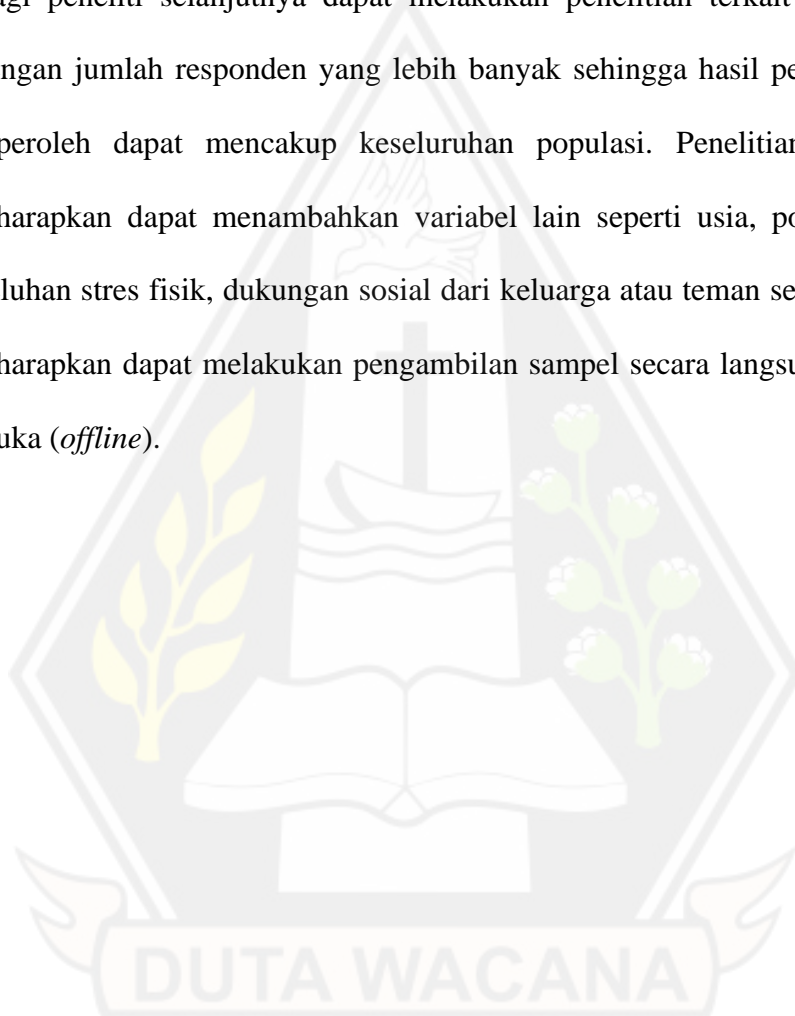 agi peneliti selanjutnya dapat melakukan penelitian terkait
ngan jumlah responden yang lebih banyak sehingga hasil pe
peroleh dapat mencakup keseluruhan populasi. Penelitian
harapkan dapat menambahkan variabel lain seperti usia, po
luhan stres fisik, dukungan sosial dari keluarga atau teman se
harapkan dapat melakukan pengambilan sampel secara langsu
uka (offline).
DUTA WACANA